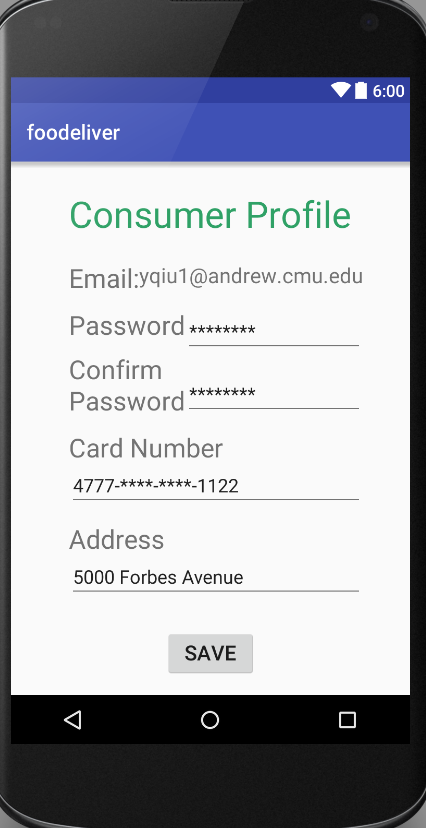 6:00
foodeliver
Consumer Profile
Email:yqiu1@andrew.cmu.edu
Password ********
Confirm
Password ********
Card Number
4777-****-****-1122
Address
5000 Forbes Avenue
SAVE